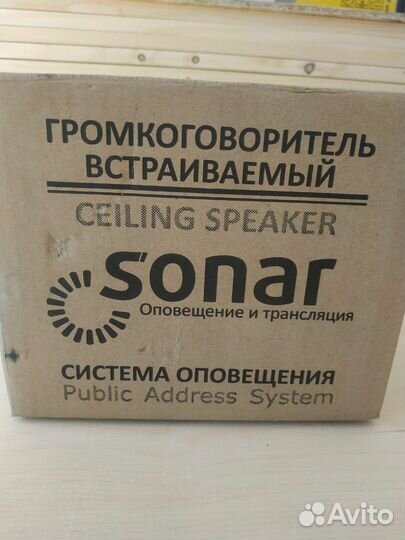 ГРОМКОГОВОРИТЕЛЬ
ВСТРАИВАЕМЫЙ
CEILING SPEAKER
sonar
Оповещение и трансляция
СИСТЕМА ОПОВЕЩЕНИЯ
Public Address System
Avito